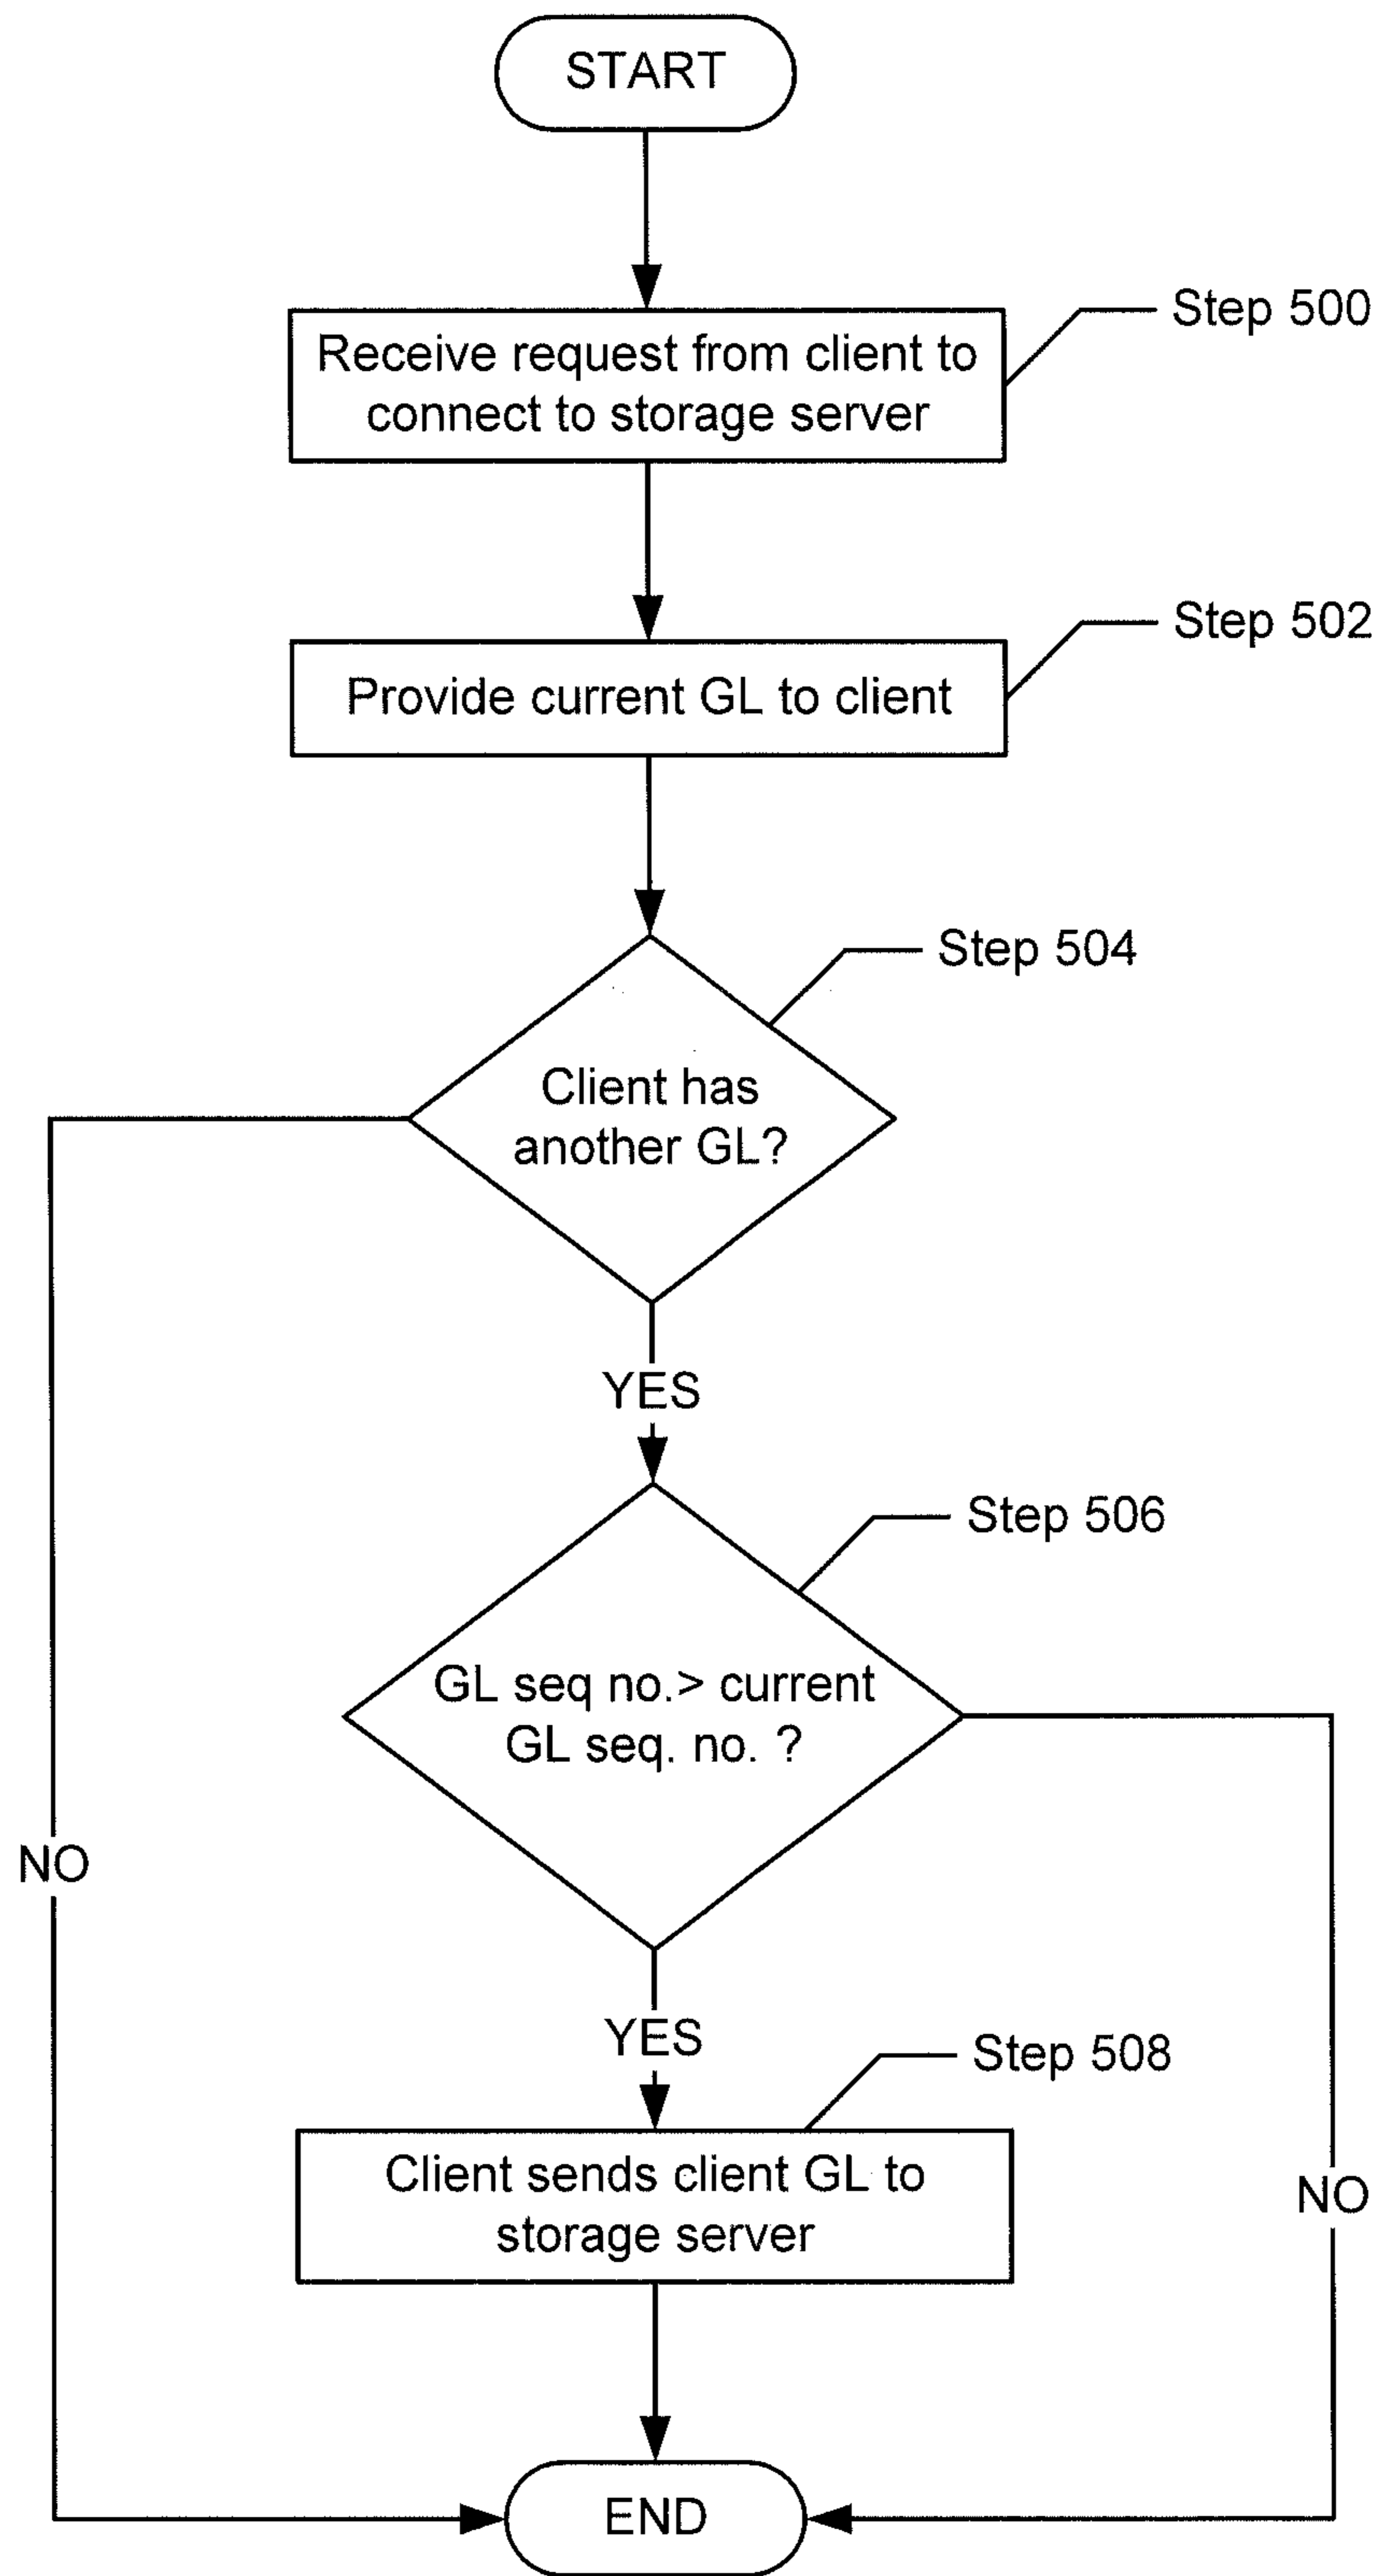 START
Receive request from client to
connect to storage server
Step 500
Provide current GL to client
Step 502
Client has
another GL?
Step 504
YES
GL seq no.> current
GL seq. no. ?
Step 506
NO
YES
Client sends client GL to
storage server
Step 508
NO
END